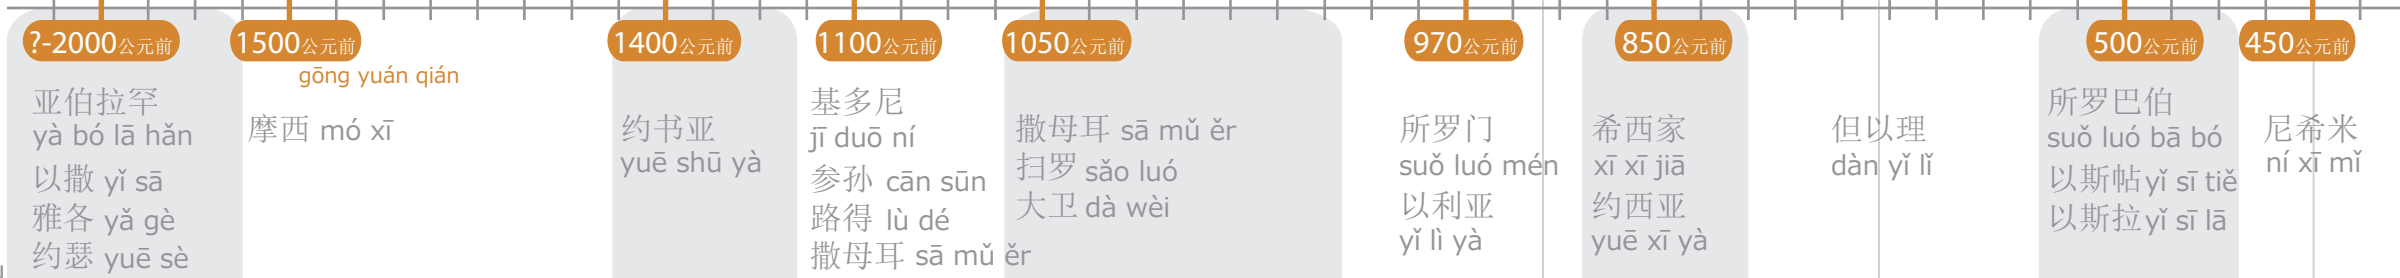 ?-2000公元前
亚伯拉罕
yà bó lā hǎn
以撒 yǐ sā
雅各 yǎ gè
约瑟 yuē sè
1500公元前
gōng yuán qián
摩西 mó xī
1400公元前
约书亚
yuē shū yà
1100公元前
基多尼
jī duō ní
参孙 cān sūn
路得 lù dé
撒母耳 sā mǔ ěr
1050公元前
撒母耳 sā mǔ ěr
扫罗 sǎo luó
大卫 dà wèi
970公元前
所罗门
suǒ luó mén
以利亚
yǐ lì yà
850公元前
希西家
xī xī jiā
约西亚
yuē xī yà
但以理
dàn yǐ lǐ
500公元前
所罗巴伯
suǒ luó bā bó
以斯帖 yǐ sī tiě
以斯拉 yǐ sī lā
450公元前
尼希米
ní xī mǐ